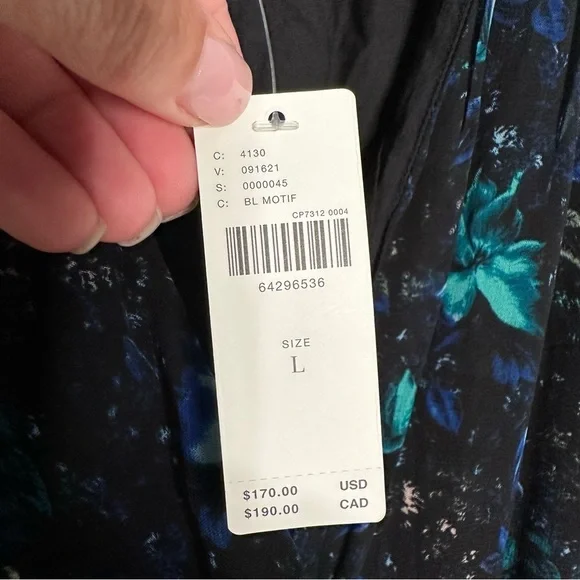 C: 4130
V: 091621
S: 0000045
C: BL MOTIF
CP7312 0004
64296536
SIZE
L
$170.00 USD
$190.00 CAD